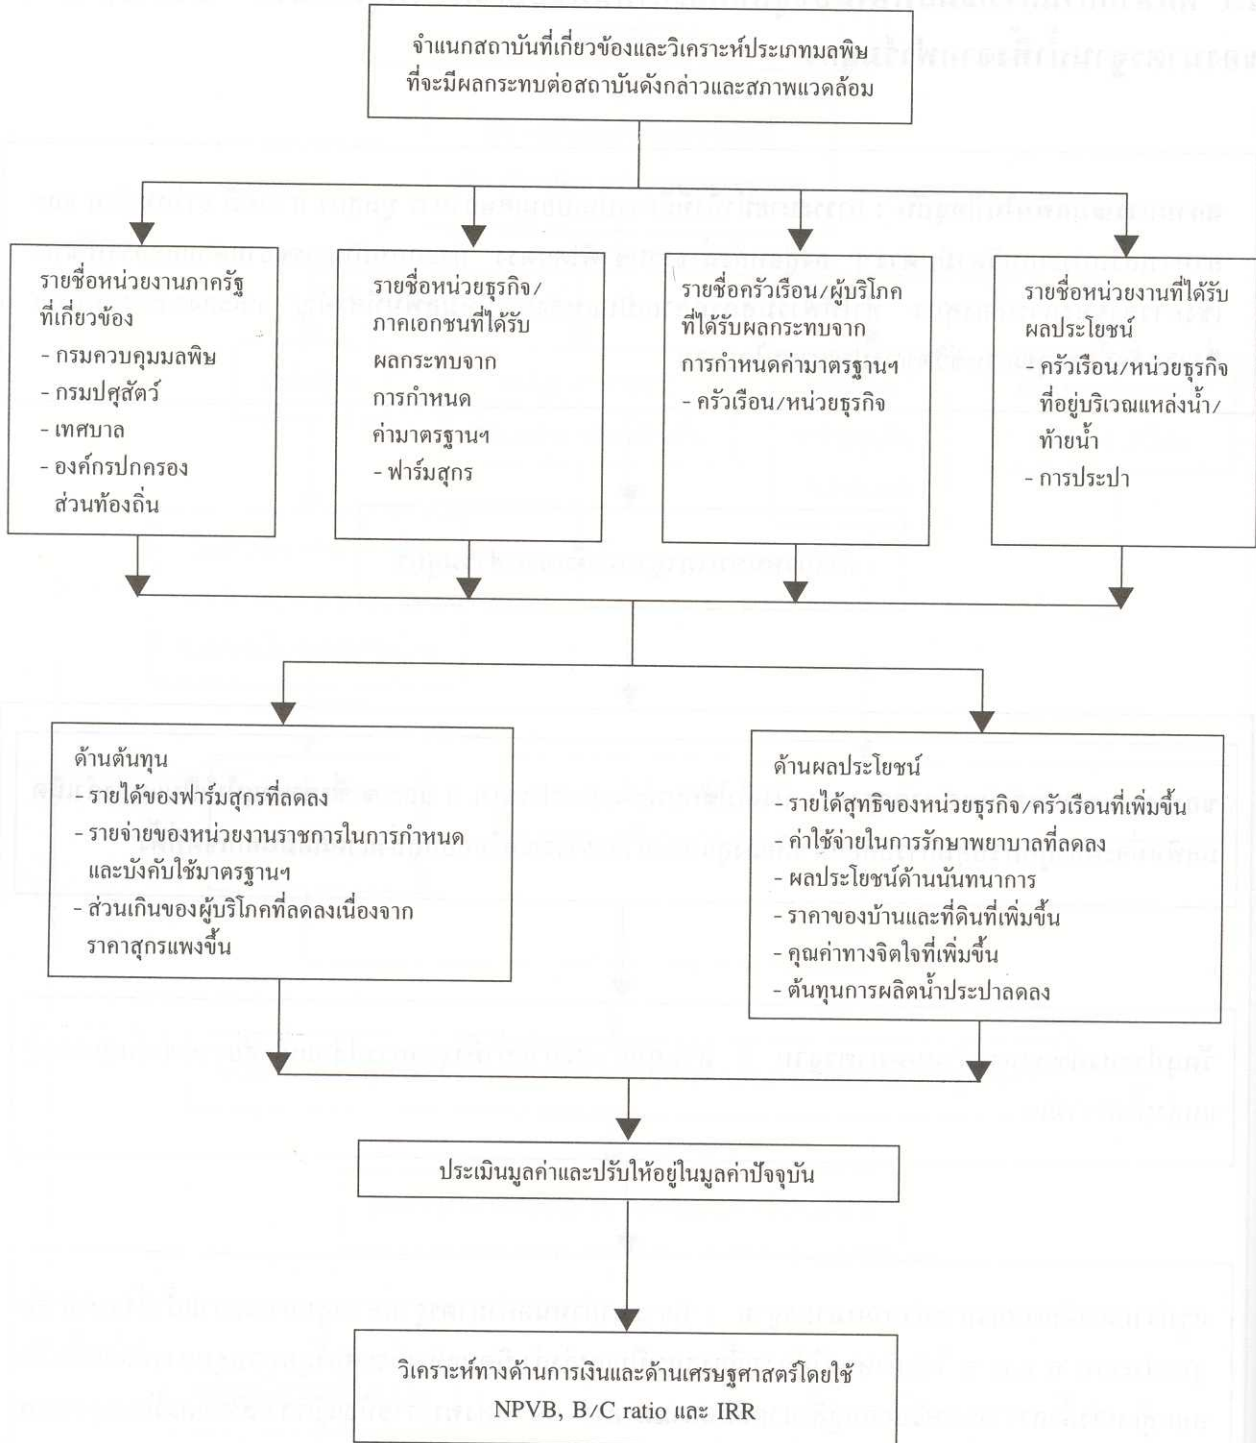 จำแนกสถาบันที่เกี่ยวข้องและวิเคราะห์ประเภทมลพิษ
ที่จะมีผลกระทบต่อสถาบันดังกล่าวและสภาพแวดล้อม
รายชื่อหน่วยงานภาครัฐ
ที่เกี่ยวข้อง
- กรมควบคุมมลพิษ
- กรมปศุสัตว์
- เทศบาล
- องค์กรปกครอง
ส่วนท้องถิ่น
รายชื่อหน่วยธุรกิจ/
ภาคเอกชนที่ได้รับ
ผลกระทบจาก
การกำหนด
ค่ามาตรฐานฯ
- ฟาร์มสุกร
รายชื่อครัวเรือน/ผู้บริโภค
ที่ได้รับผลกระทบจาก
การกำหนดค่ามาตรฐานฯ
- ครัวเรือน/หน่วยธุรกิจ
รายชื่อหน่วยงานที่ได้รับ
ผลประโยชน์
- ครัวเรือน/หน่วยธุรกิจ
ที่อยู่บริเวณแหล่งน้ำ/
ท้ายน้ำ
- การประปา
ด้านต้นทุน
- รายได้ของฟาร์มสุกรที่ลดลง
- รายจ่ายของหน่วยงานราชการในการกำหนด
และบังคับใช้มาตรฐานฯ
- ส่วนเกินของผู้บริโภคที่ลดลงเนื่องจาก
ราคาสุกรแพงขึ้น
ด้านผลประโยชน์
- รายได้สุทธิของหน่วยธุรกิจ/ครัวเรือนที่เพิ่มขึ้น
- ค่าใช้จ่ายในการรักษาพยาบาลที่ลดลง
- ผลประโยชน์ด้านนันทนาการ
- ราคาของบ้านและที่ดินที่เพิ่มขึ้น
- คุณค่าทางจิตใจที่เพิ่มขึ้น
- ต้นทุนการผลิตน้ำประปาลดลง
ประเมินมูลค่าและปรับให้อยู่ในมูลค่าปัจจุบัน
วิเคราะห์ทางด้านการเงินและด้านเศรษฐศาสตร์โดยใช้
NPVB, B/C ratio และ IRR